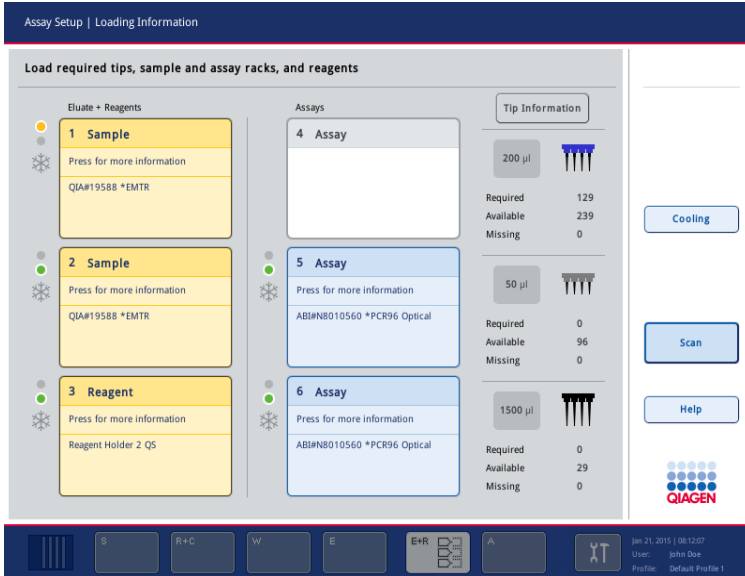 Assay Setup | Loading Information
Load required tips, sample and assay racks, and reagents
Eluate + Reagents
Assays
Tip Information
1 Sample
Press for more information
QIA#19588 *EMTR
4 Assay
200 µl
Required 129
Available 239
Missing 0
Cooling
2 Sample
Press for more information
QIA#19588 *EMTR
5 Assay
Press for more information
ABI#N8010560 *PCR96 Optical
50 µl
Required 0
Available 96
Missing 0
Scan
3 Reagent
Press for more information
Reagent Holder 2 QS
6 Assay
Press for more information
ABI#N8010560 *PCR96 Optical
1500 µl
Required 0
Available 29
Missing 0
Help
QIAGEN
S
R+C
W
E
E+R
A
Jan 21, 2015 | 08:12:07
User: John Doe
Profile: Default Profile 1